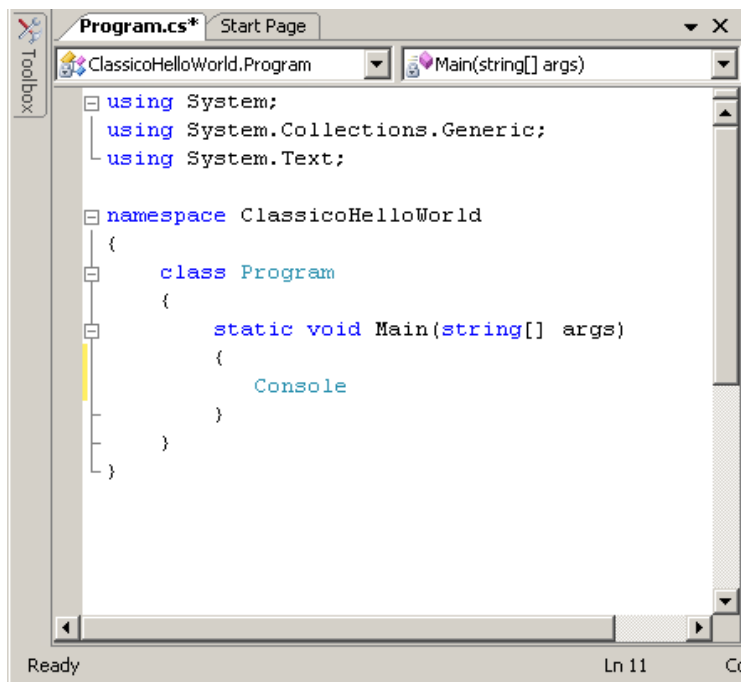 Program.cs* Start Page
Toolbox
ClassicoHelloWorld.Program Main(string[] args)
using System;
using System.Collections.Generic;
using System.Text;
namespace ClassicoHelloWorld
{
class Program
{
static void Main(string[] args)
{
Console
}
}
}
Ready Ln 11